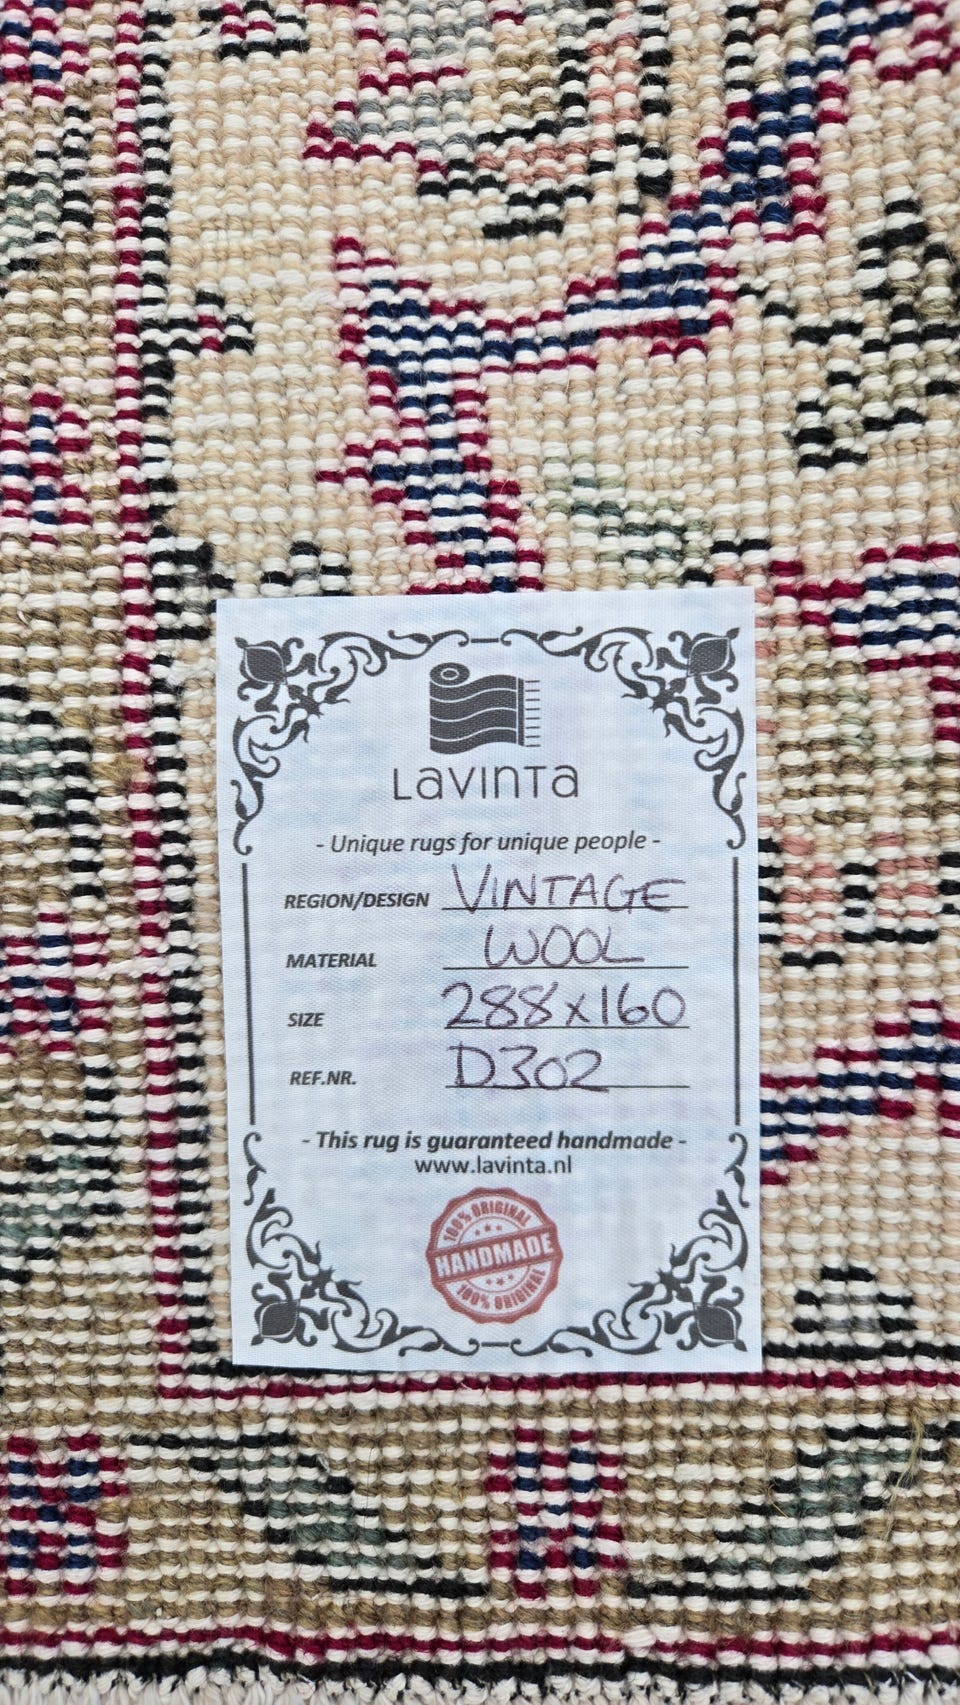 LAVINTA
- Unique rugs for unique people -
REGION/DESIGN VINTAGE
MATERIAL WOOL
SIZE 288x160
REF.NR. D302
- This rug is guaranteed handmade -
www.lavinta.nl
100% ORIGINAL
HANDMADE
100% ORIGINAL